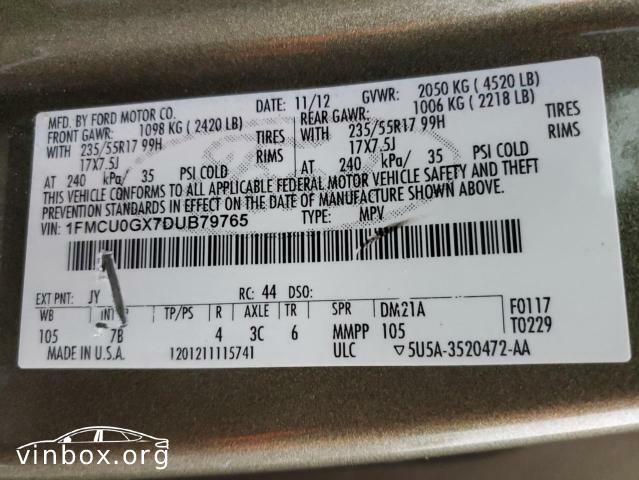 MFD. BY FORD MOTOR CO. DATE: 11/12 GVWR: 2050 KG ( 4520 LB)
FRONT GAWR: 1098 KG ( 2420 LB) REAR GAWR: 1006 KG ( 2218 LB)
WITH 235/55R17 99H TIRES WITH 235/55R17 99H TIRES
17X7.5J RIMS 17X7.5J RIMS
AT 240 kPa/ 35 PSI COLD AT 240 kPa/ 35 PSI COLD
THIS VEHICLE CONFORMS TO ALL APPLICABLE FEDERAL MOTOR VEHICLE SAFETY AND THEFT
PREVENTION STANDARDS IN EFFECT ON THE DATE OF MANUFACTURE SHOWN ABOVE.
VIN: 1FMCU0GX7DUB79765 TYPE: MPV
EXT PNT: JY RC: 44 DSO:
WB TP/PS R AXLE TR SPR DM21A F0117
105 7B 4 3C 6 MMPP 105 T0229
MADE IN U.S.A. 1201211115741 ULC ▽5U5A-3520472-AA
vinbox.org